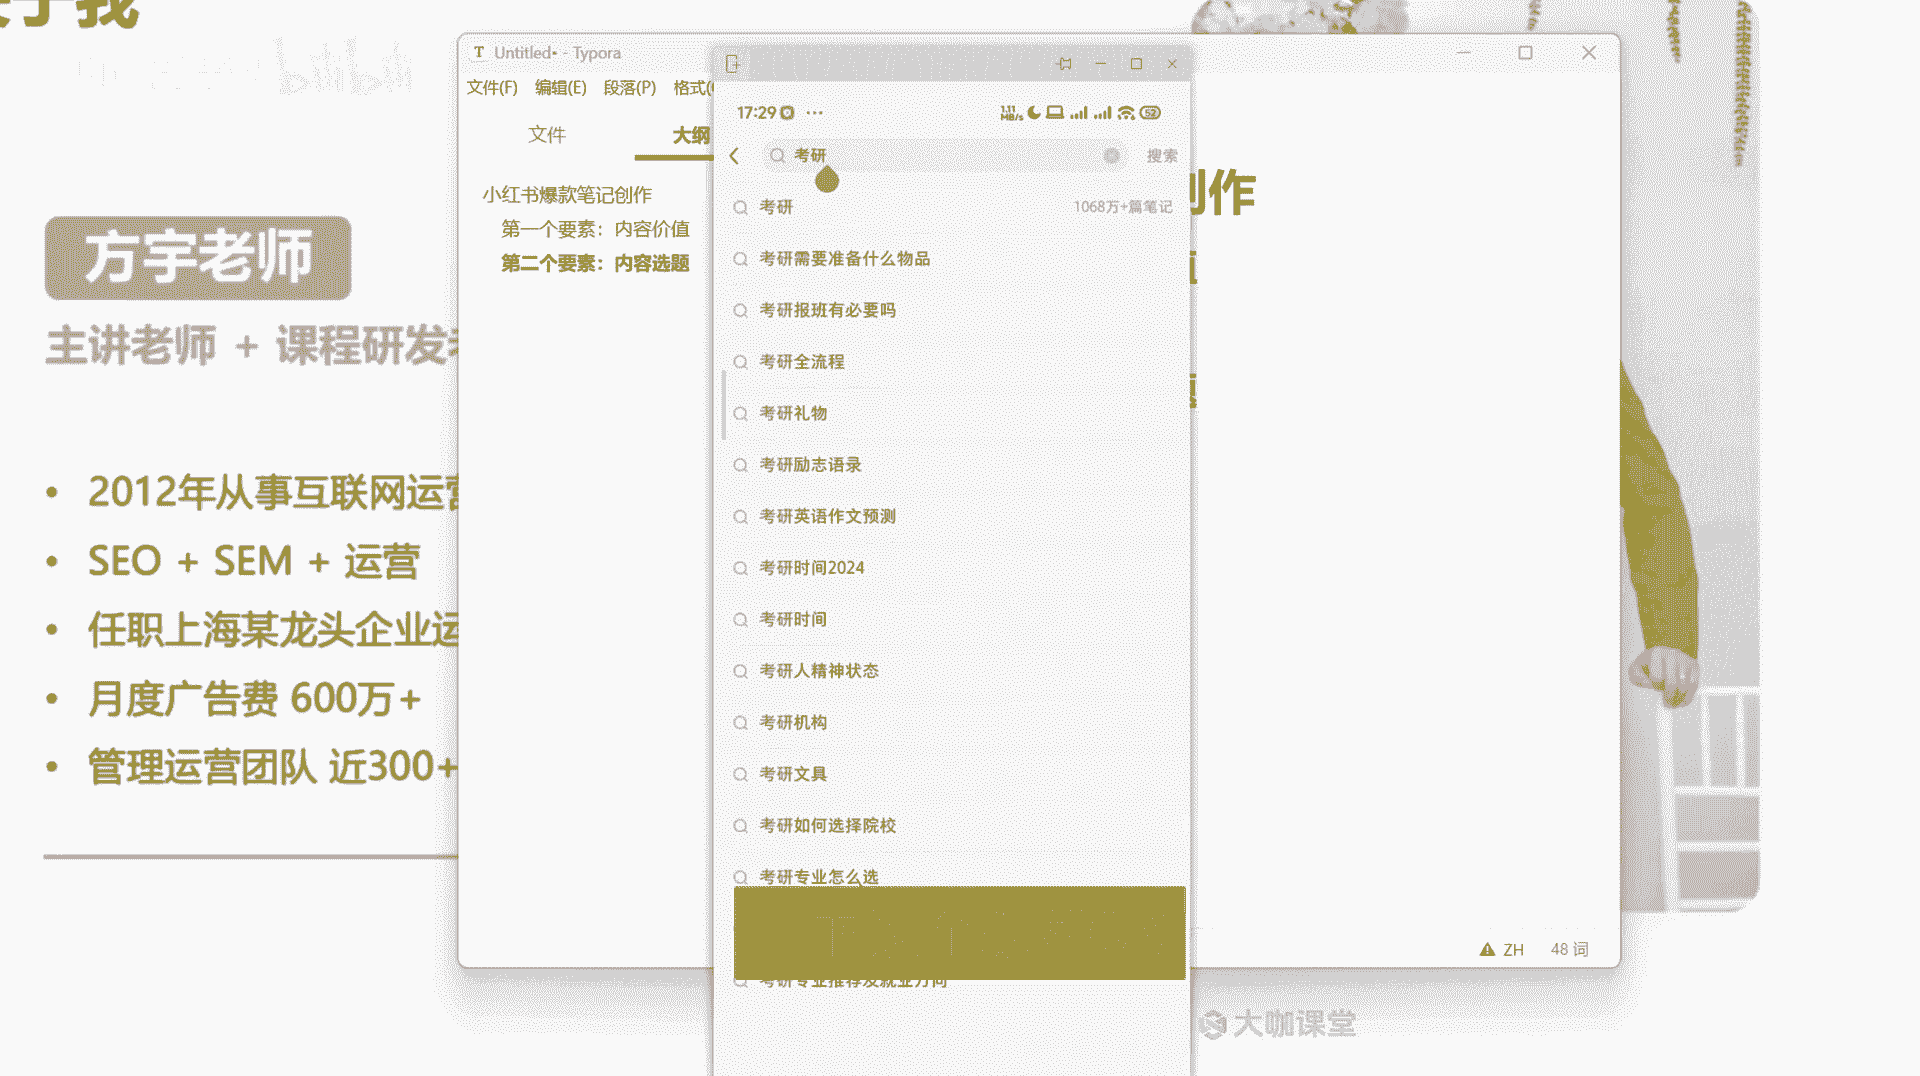 bilibili
方宇老师
主讲老师 + 课程研发
2012年从事互联网运营
SEO + SEM + 运营
任职上海某龙头企业运
月度广告费 600万+
管理运营团队 近300+
Untitled• - Typora
文件(F) 编辑(E) 段落(P) 格式(
文件 大纲
小红书爆款笔记创作
第一个要素：内容价值
第二个要素：内容选题
17:29
1.11 MB/s
52
考研
搜索
考研
1068万+篇笔记
考研需要准备什么物品
考研报班有必要吗
考研全流程
考研礼物
考研励志语录
考研英语作文预测
考研时间2024
考研时间
考研人精神状态
考研机构
考研文具
考研如何选择院校
考研专业怎么选
考研专业推荐及就业方向
创作
ZH 48 词
大咖课堂